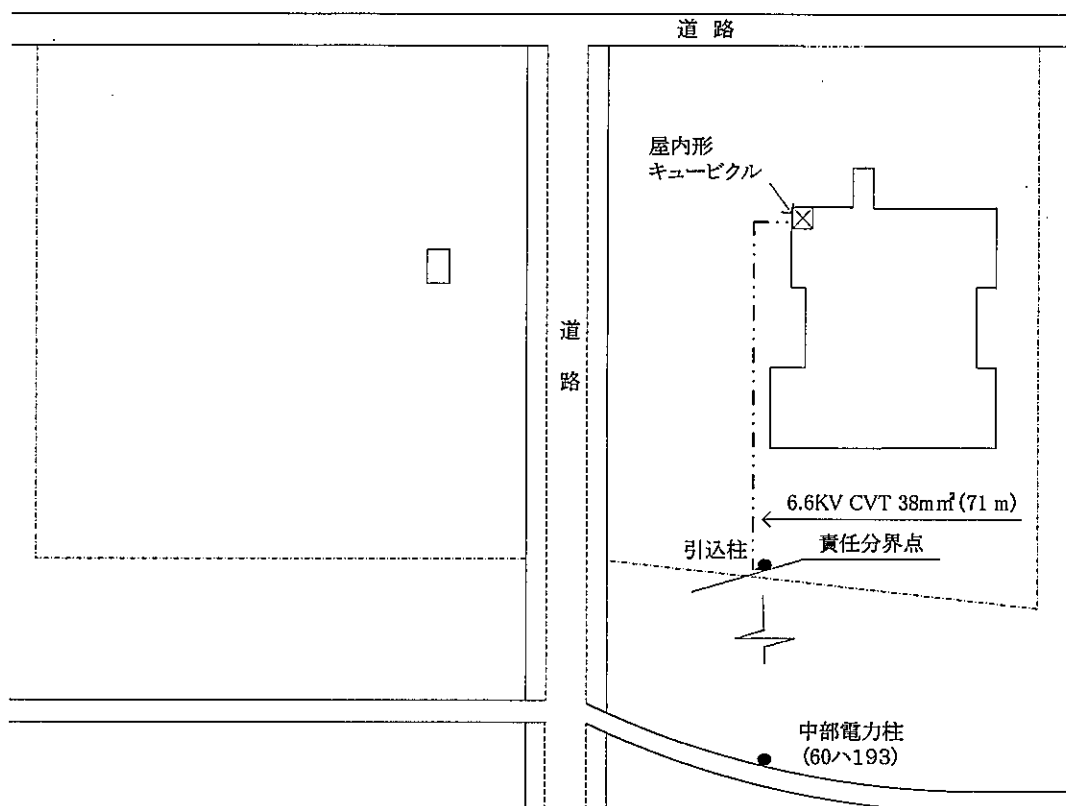 道 路
屋内形
キュービクル
道
路
6.6KV CVT 38mm²(71 m)
引込柱
責任分界点
中部電力柱
(60ハ193)